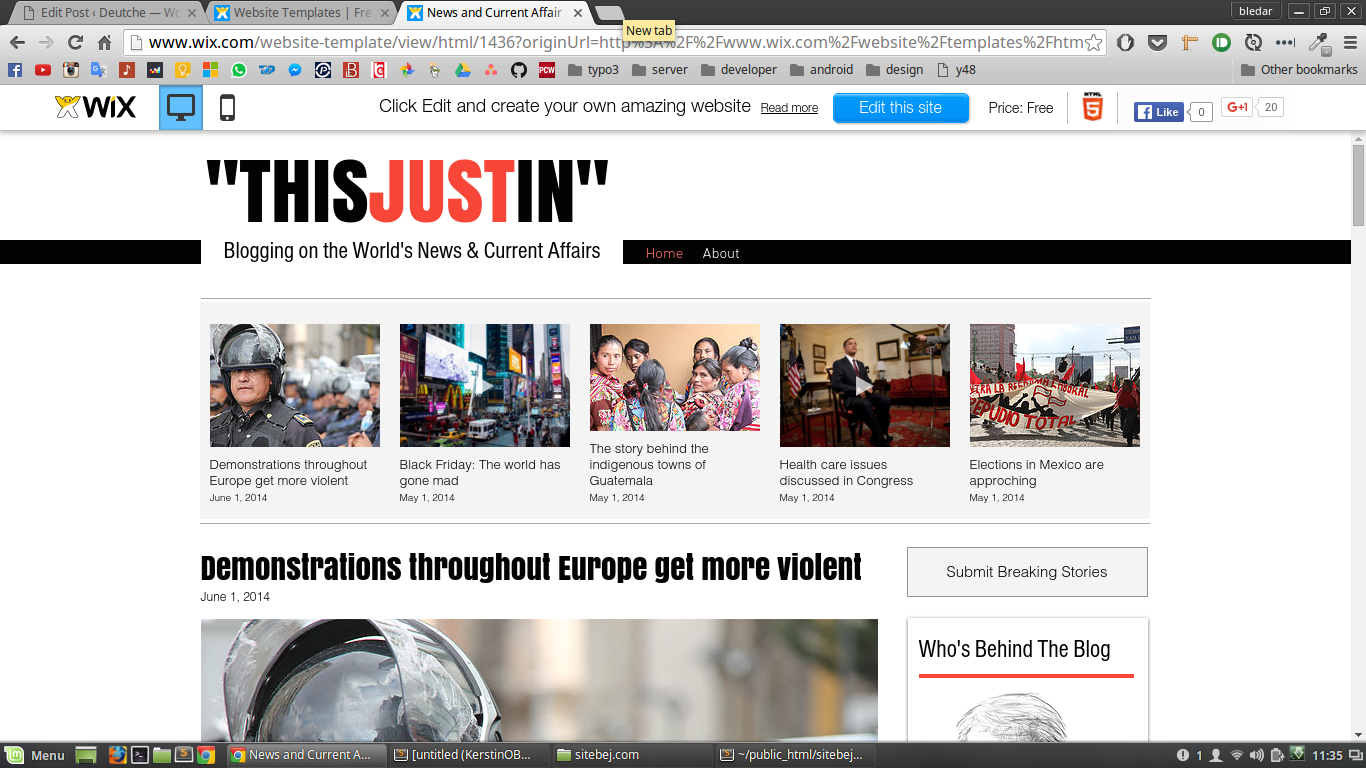 Edit Post ‹ Deutche — Wo
Website Templates | Fre
News and Current Affair
bledar
New tab
www.wix.com/website-template/view/html/1436?originUrl=http%3A%2F%2Fwww.wix.com%2Fwebsite%2Ftemplates%2Fhtm
typo3
server
developer
android
design
y48
Other bookmarks
WiX
Click Edit and create your own amazing website
Read more
Edit this site
Price: Free
HTML
5
Like
0
G+1
20
"THISJUSTIN"
Blogging on the World's News & Current Affairs
Home
About
Demonstrations throughout
Europe get more violent
June 1, 2014
Black Friday: The world has
gone mad
May 1, 2014
The story behind the
indigenous towns of
Guatemala
May 1, 2014
Health care issues
discussed in Congress
May 1, 2014
REPUDIO TOTAL
Elections in Mexico are
approching
May 1, 2014
Demonstrations throughout Europe get more violent
June 1, 2014
Submit Breaking Stories
Who's Behind The Blog
Menu
News and Current A...
[untitled (KerstinOB...
sitebej.com
~/public_html/sitebej...
1
11:35